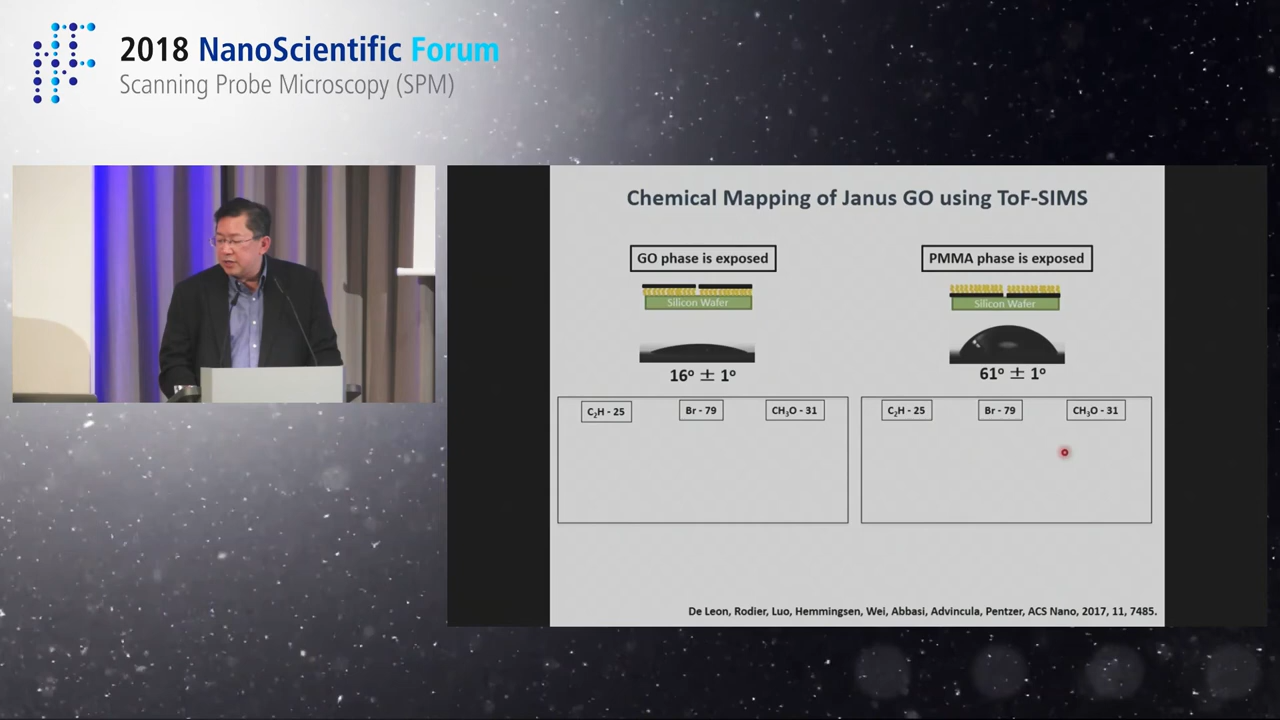 2018 NanoScientific Forum
Scanning Probe Microscopy (SPM)
Chemical Mapping of Janus GO using ToF-SIMS
GO phase is exposed
PMMA phase is exposed
Silicon Wafer
Silicon Wafer
16° ± 1°
61° ± 1°
C₂H - 25
Br - 79
CH₃O - 31
C₂H - 25
Br - 79
CH₃O - 31
De Leon, Rodier, Luo, Hemmingsen, Wei, Abbasi, Advincula, Pentzer, ACS Nano, 2017, 11, 7485.